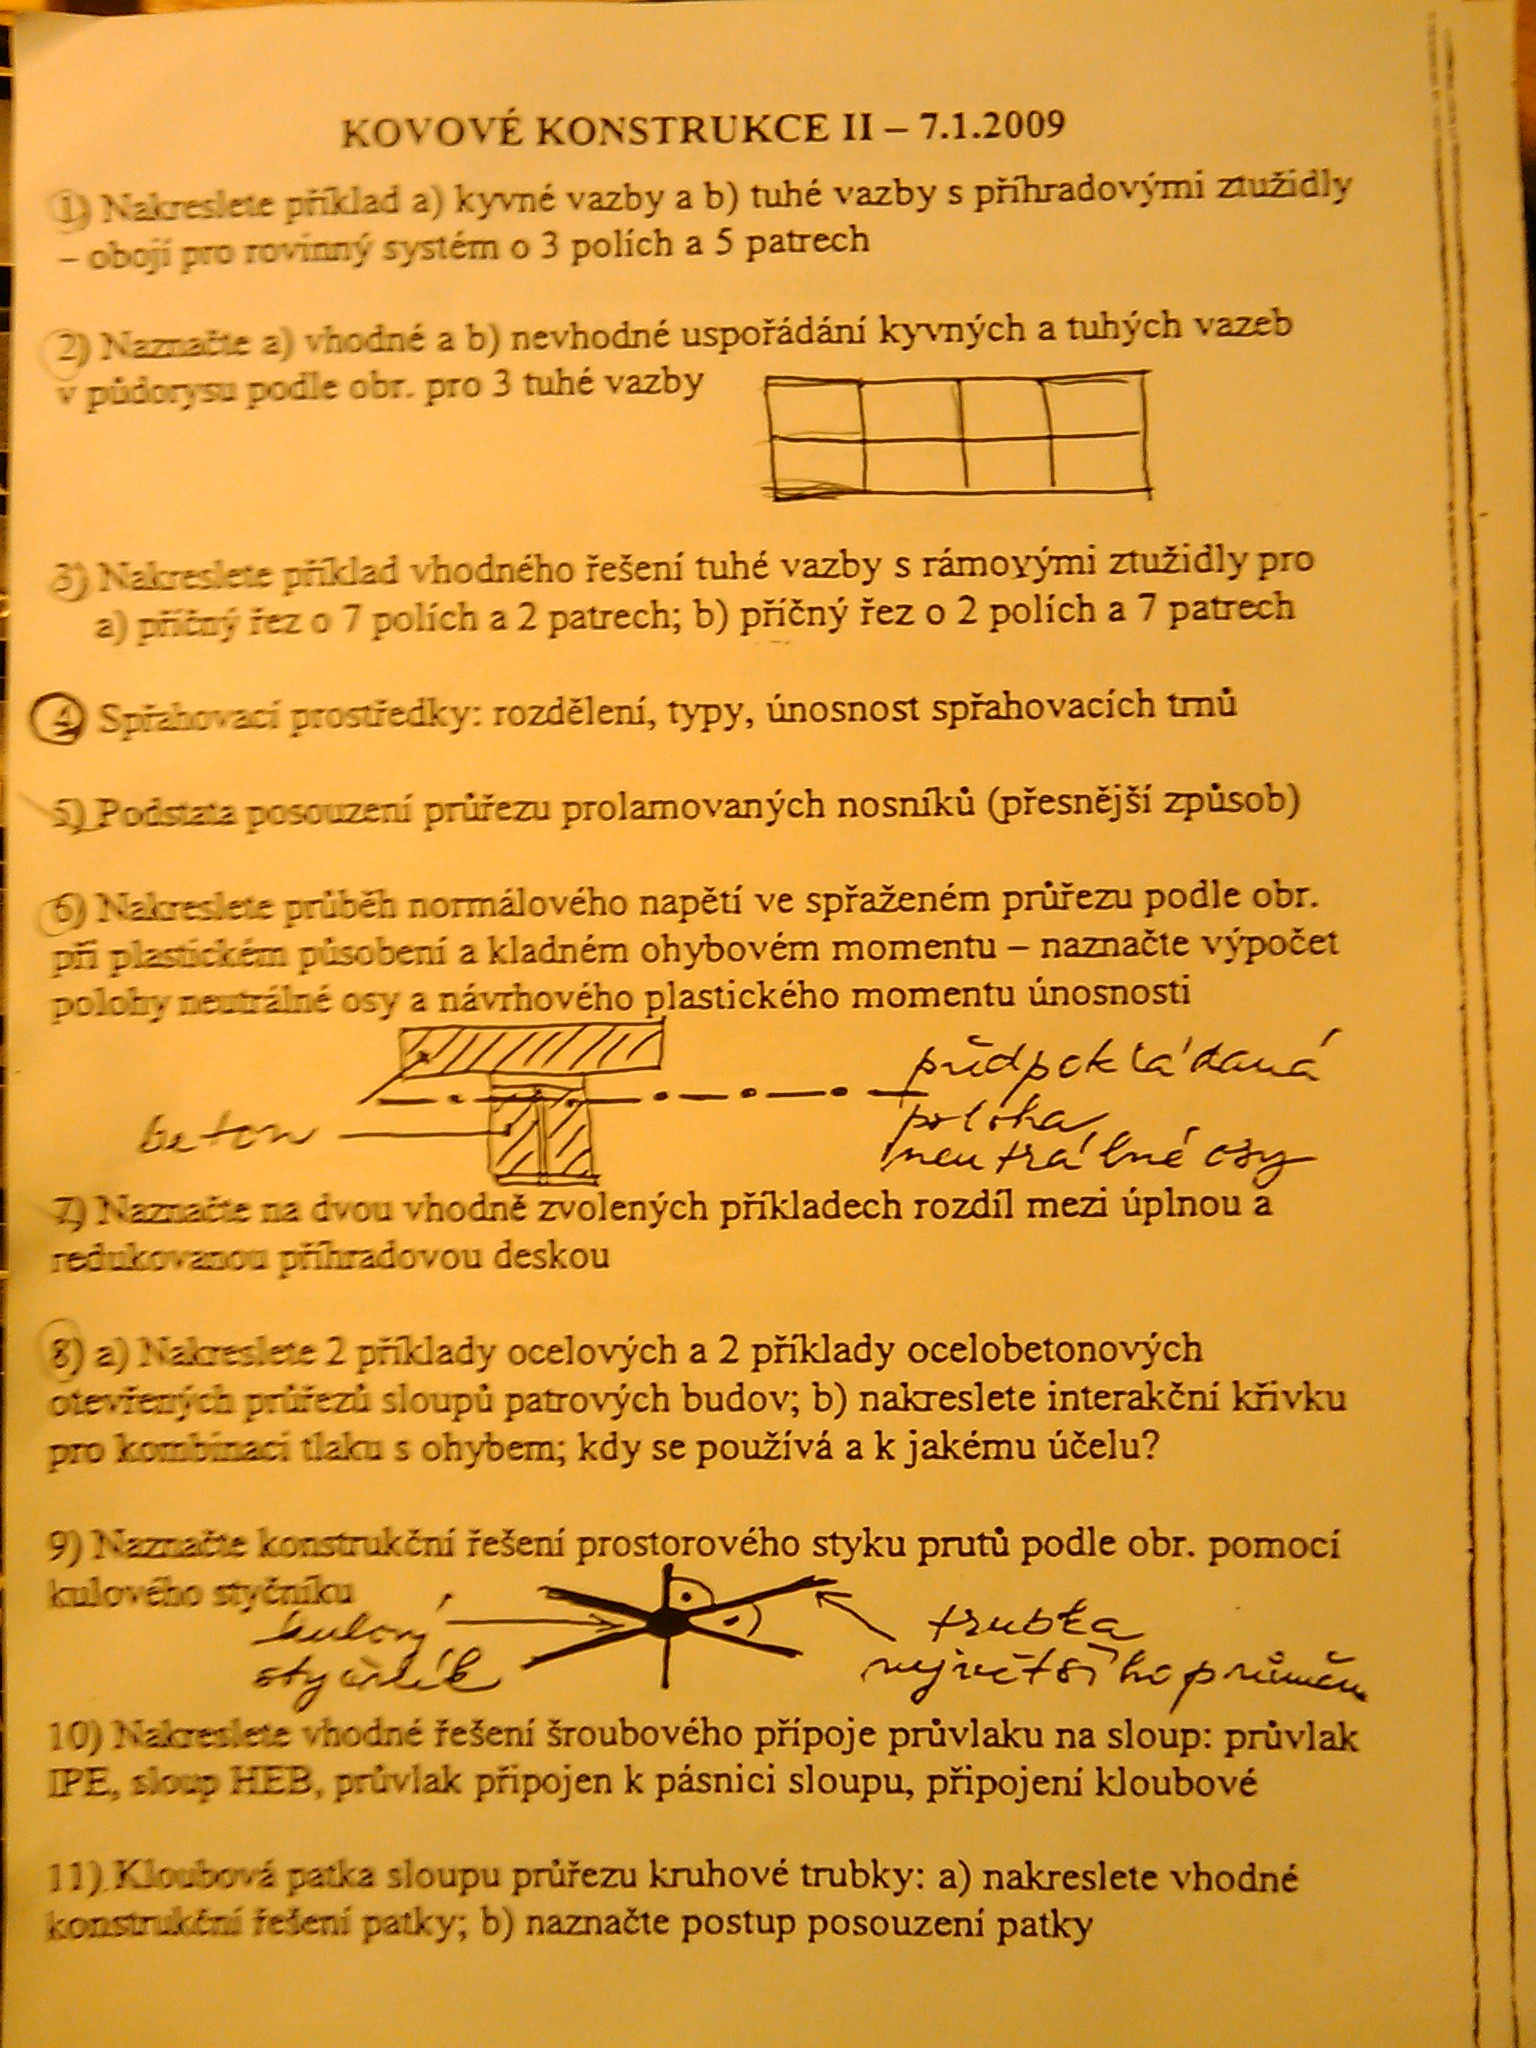 KOVOVÉ KONSTRUKCE II – 7.1.2009
1) Nakreslete příklad a) kyvné vazby a b) tuhé vazby s příhradovými ztužidly
– obojí pro rovinný systém o 3 polích a 5 patrech
2) Naznačte a) vhodné a b) nevhodné uspořádání kyvných a tuhých vazeb
v půdorysu podle obr. pro 3 tuhé vazby
3) Nakreslete příklad vhodného řešení tuhé vazby s rámovými ztužidly pro
a) příčný řez o 7 polích a 2 patrech; b) příčný řez o 2 polích a 7 patrech
4) Spřahovací prostředky: rozdělení, typy, únosnost spřahovacích trnů
5) Podstata posouzení průřezu prolamovaných nosníků (přesnější způsob)
6) Nakreslete průběh normálového napětí ve spřaženém průřezu podle obr.
při plastickém působení a kladném ohybovém momentu – naznačte výpočet
polohy neutrálné osy a návrhového plastického momentu únosnosti
předpokládaná
beton
poloha
neutrálné osy
7) Naznačte na dvou vhodně zvolených příkladech rozdíl mezi úplnou a
redukovanou příhradovou deskou
8) a) Nakreslete 2 příklady ocelových a 2 příklady ocelobetonových
otevřených průřezů sloupů patrových budov; b) nakreslete interakční křivku
pro kombinaci tlaku s ohybem; kdy se používá a k jakému účelu?
9) Naznačte konstrukční řešení prostorového styku prutů podle obr. pomocí
kulového styčníku
kulový
styčník
trubka
největšího průměru
10) Nakreslete vhodné řešení šroubového přípoje průvlaku na sloup: průvlak
IPE, sloup HEB, průvlak připojen k pásnici sloupu, připojení kloubové
11) Kloubová patka sloupu průřezu kruhové trubky: a) nakreslete vhodné
konstrukční řešení patky; b) naznačte postup posouzení patky